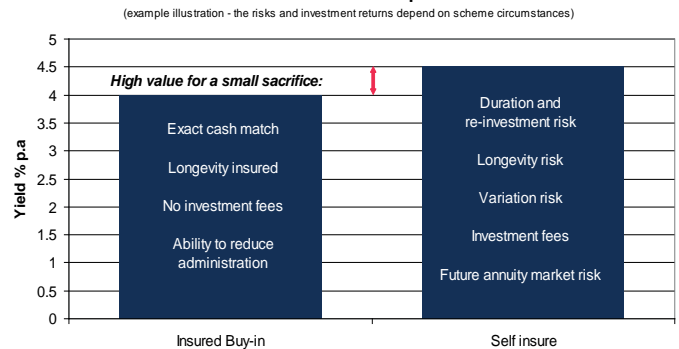 (example illustration - the risks and investment returns depend on scheme circumstances)
5
4.5
4
3.5
3
2.5
2
1.5
1
0.5
0
Yield % p.a
High value for a small sacrifice:
Exact cash match
Longevity insured
No investment fees
Ability to reduce
administration
Duration and
re-investment risk
Longevity risk
Variation risk
Investment fees
Future annuity market risk
Insured Buy-in
Self insure